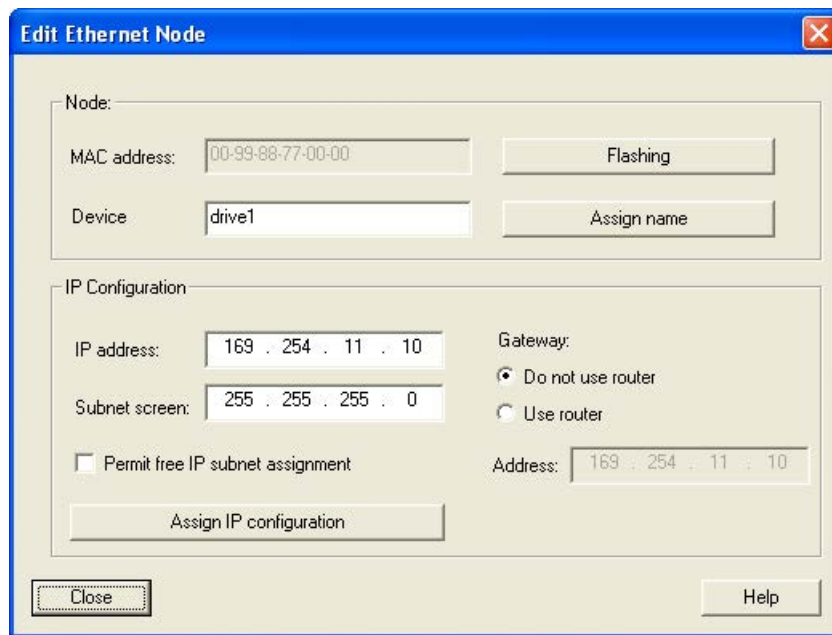 Edit Ethernet Node
Node:
MAC address: 00-99-88-77-00-00 Flashing
Device drive1 Assign name
IP Configuration
IP address: 169 . 254 . 11 . 10
Subnet screen: 255 . 255 . 255 . 0
Permit free IP subnet assignment
Assign IP configuration
Gateway:
Do not use router
Use router
Address: 169 . 254 . 11 . 10
Close Help